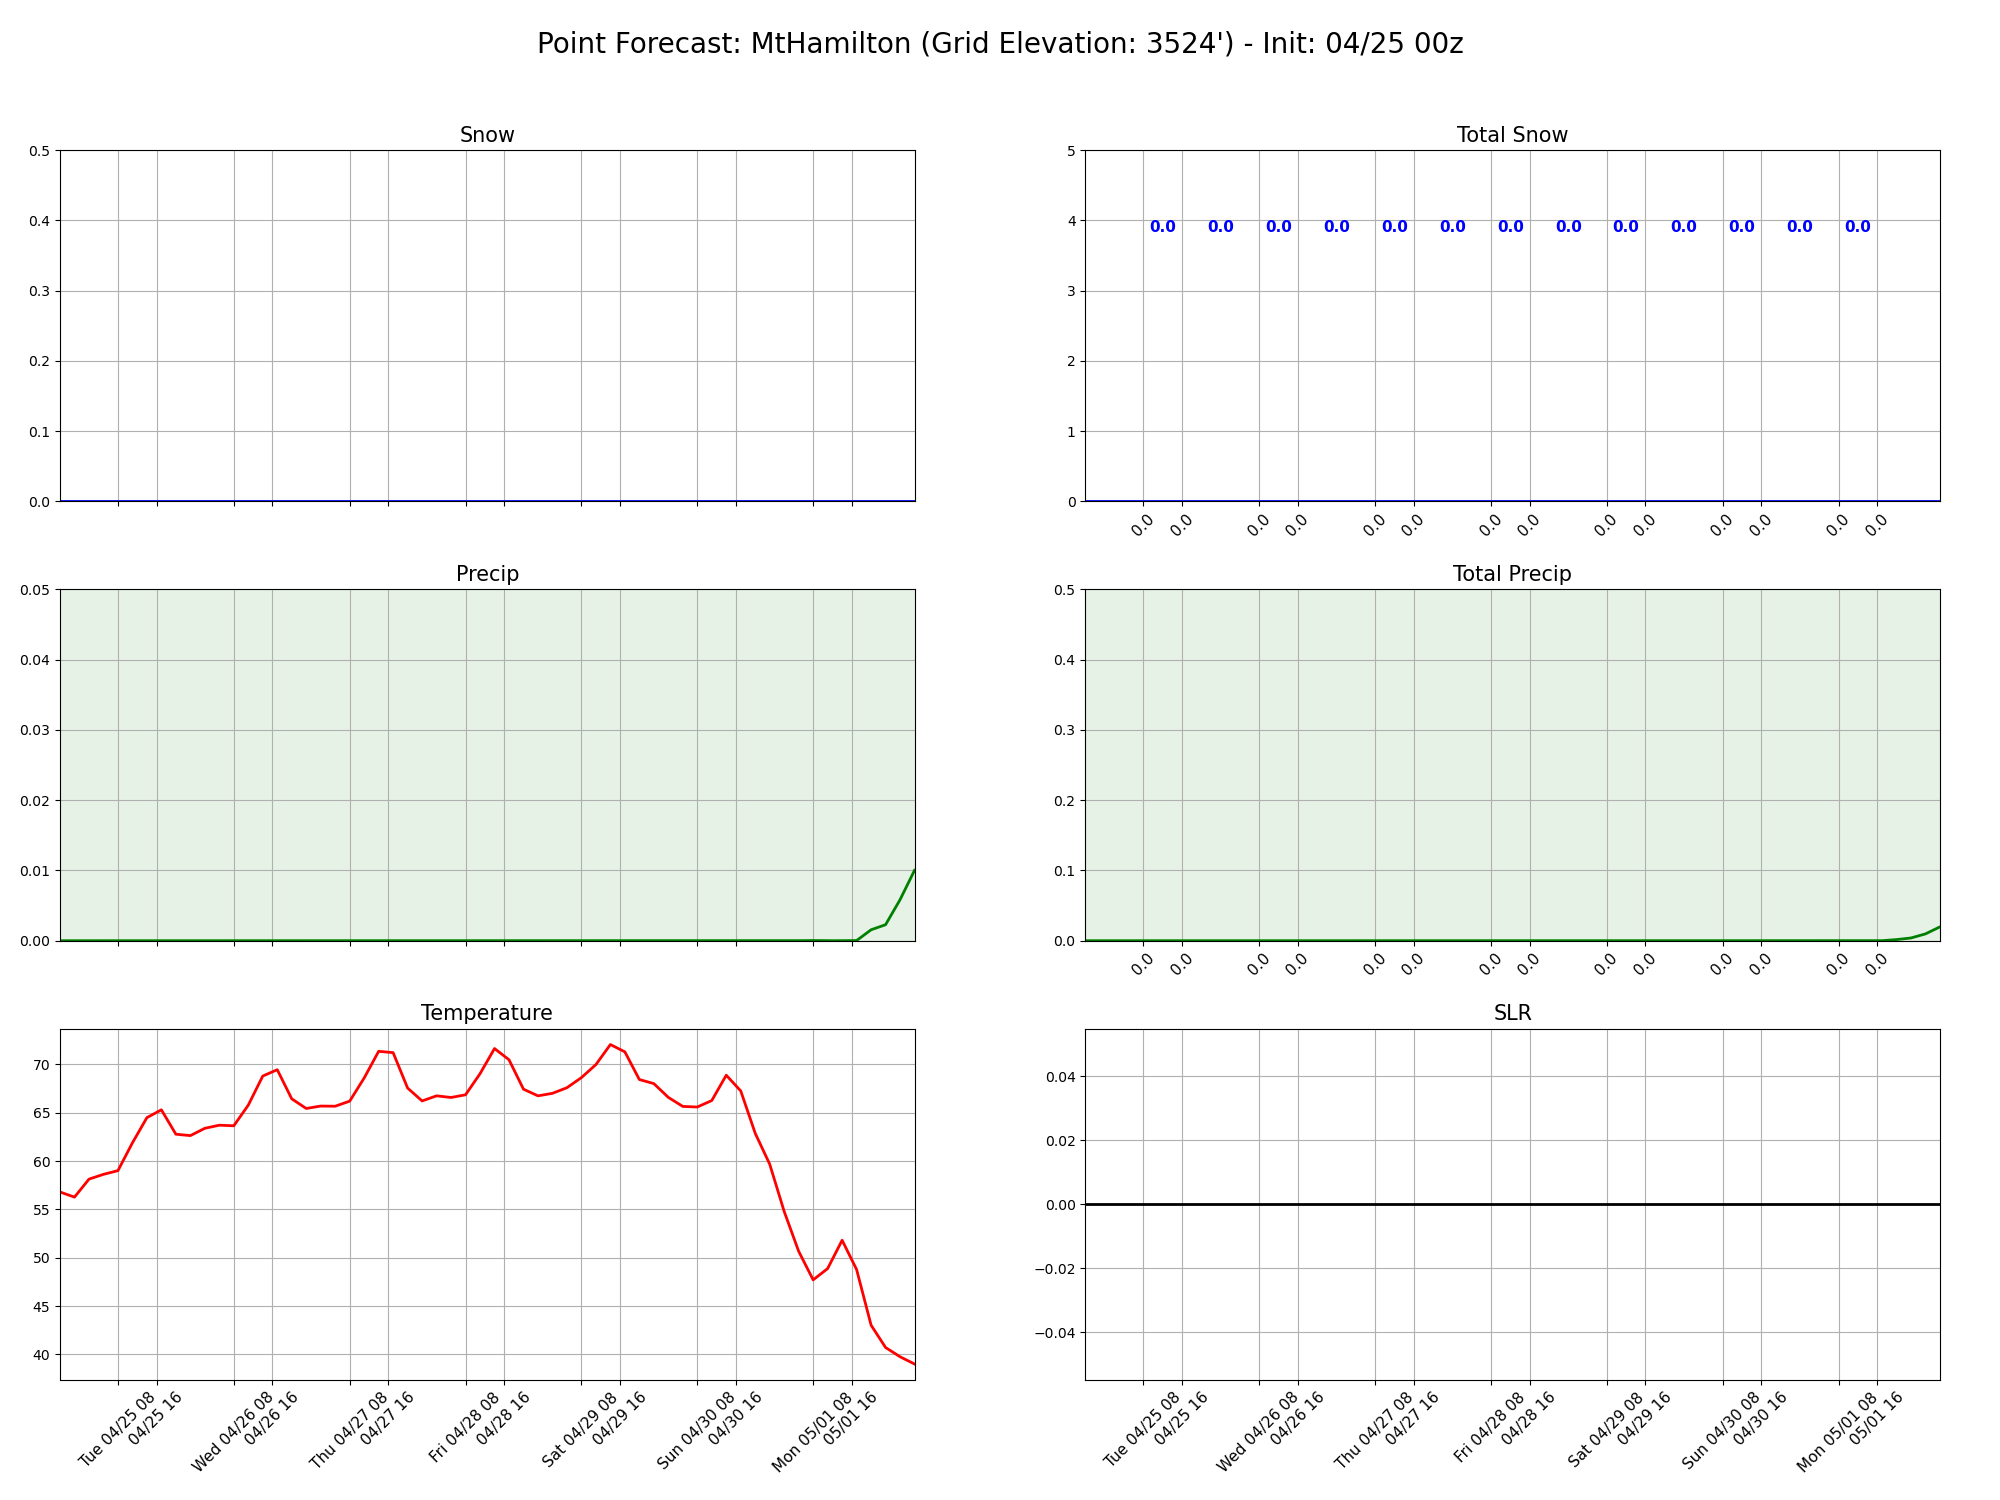 Point Forecast: MtHamilton (Grid Elevation: 3524') - Init: 04/25 00z
Snow
0.5
0.4
0.3
0.2
0.1
0.0
Total Snow
5
4
3
2
1
0
0.0 0.0 0.0 0.0 0.0 0.0 0.0 0.0 0.0 0.0 0.0 0.0 0.0
0.0 0.0 0.0 0.0 0.0 0.0 0.0 0.0 0.0 0.0 0.0 0.0 0.0 0.0
Precip
0.05
0.04
0.03
0.02
0.01
0.00
Total Precip
0.5
0.4
0.3
0.2
0.1
0.0
0.0 0.0 0.0 0.0 0.0 0.0 0.0 0.0 0.0 0.0 0.0 0.0 0.0 0.0
Temperature
70
65
60
55
50
45
40
Tue 04/25 08
04/25 16
Wed 04/26 08
04/26 16
Thu 04/27 08
04/27 16
Fri 04/28 08
04/28 16
Sat 04/29 08
04/29 16
Sun 04/30 08
04/30 16
Mon 05/01 08
05/01 16
SLR
0.04
0.02
0.00
−0.02
−0.04
Tue 04/25 08
04/25 16
Wed 04/26 08
04/26 16
Thu 04/27 08
04/27 16
Fri 04/28 08
04/28 16
Sat 04/29 08
04/29 16
Sun 04/30 08
04/30 16
Mon 05/01 08
05/01 16